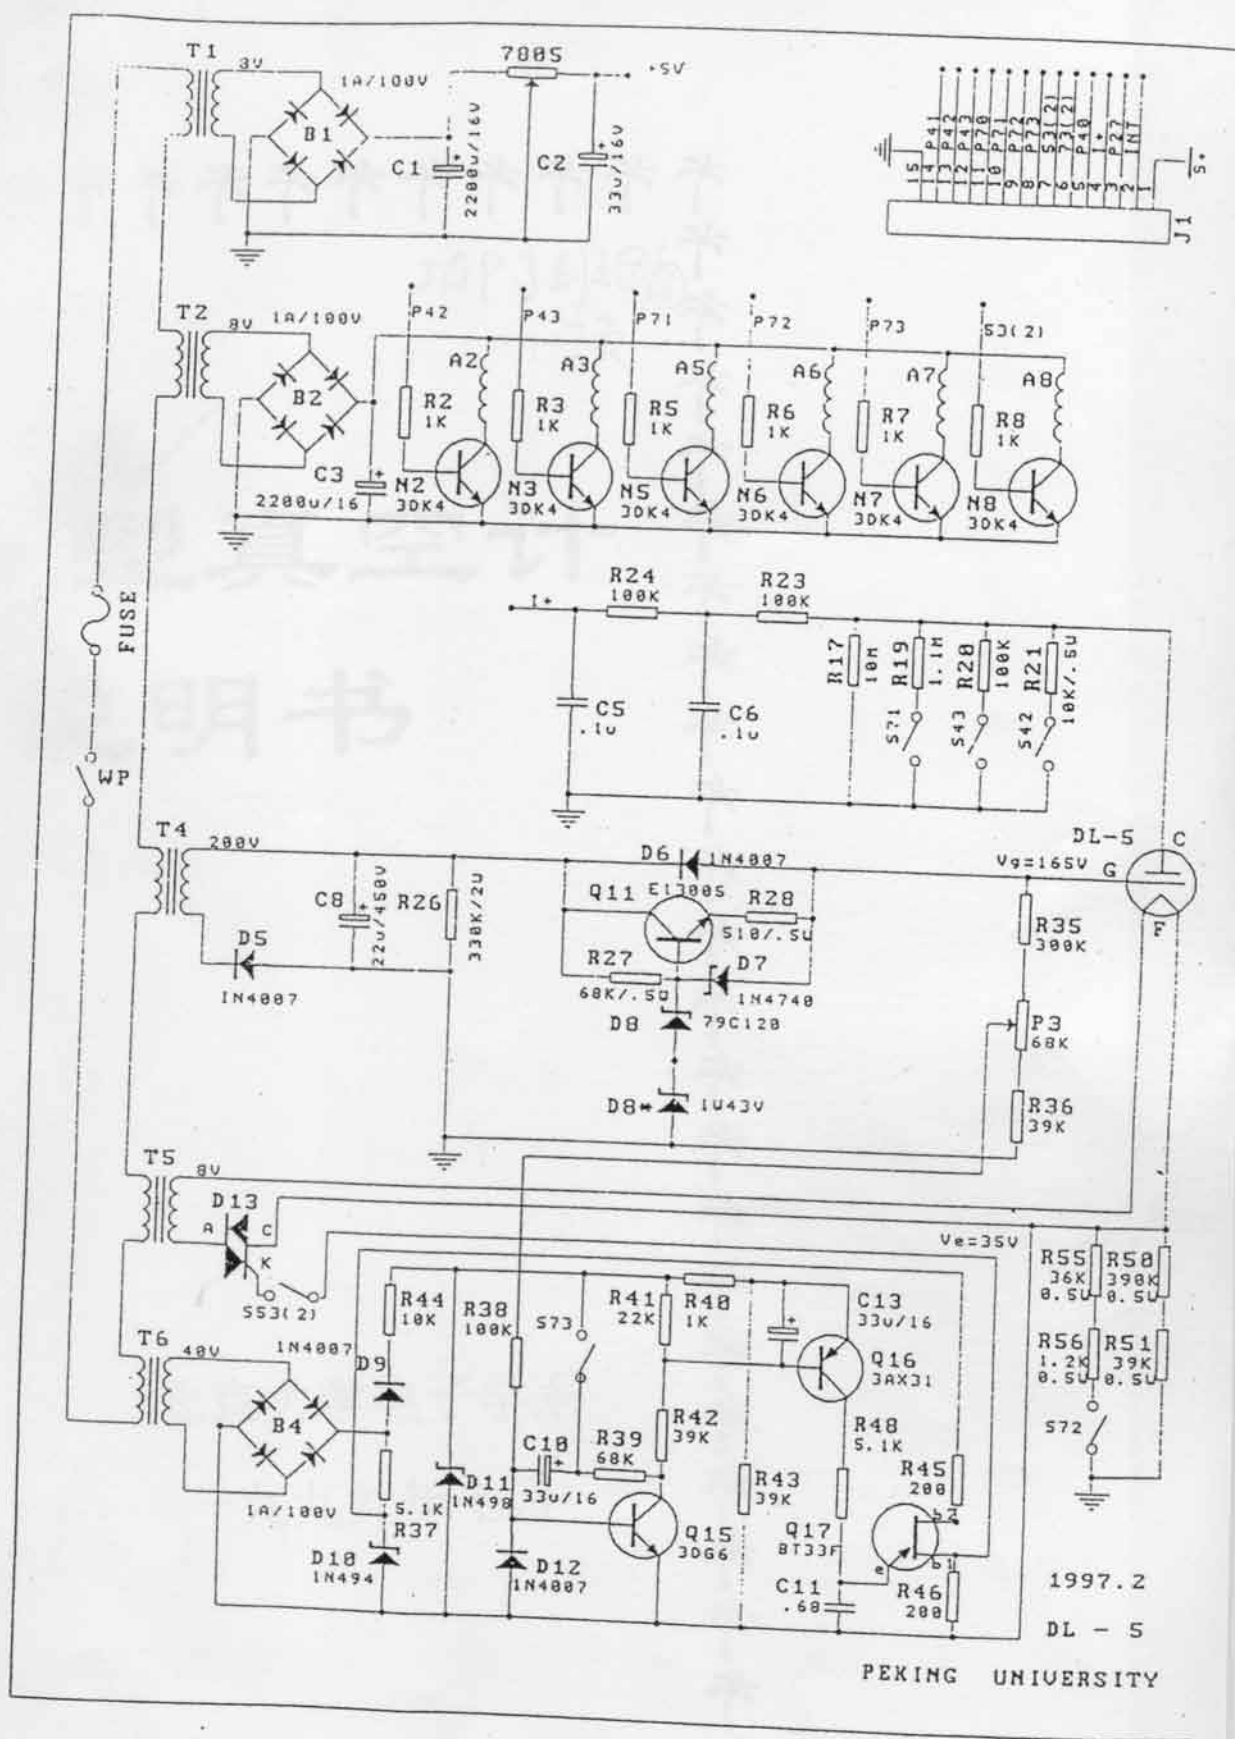 T1
3V
1A/100V
B1
7805
+5V
C1
2200u/16V
C2
33u/16V
15
14 P41
13 P42
12 P43
11 P70
10 P71
9 P72
8 P73
7 S3(2)
6 73(2)
5 P40
4 I+
3 P27
2 INT
1
5+
J1
T2
8V
1A/100V
B2
C3
2200u/16
P42
P43
P71
P72
P73
S3(2)
A2
A3
A5
A6
A7
A8
R2
1K
R3
1K
R5
1K
R6
1K
R7
1K
R8
1K
N2
3DK4
N3
3DK4
N5
3DK4
N6
3DK4
N7
3DK4
N8
3DK4
FUSE
WP
I+
R24
100K
R23
100K
C5
.1u
C6
.1u
R17
10M
R19
1.1M
R20
100K
R21
10K/.5W
S71
S43
S42
T4
200V
D5
1N4007
C8
22u/450V
R26
330K/2W
D6
1N4007
Q11
E13005
R28
510/.5W
R27
68K/.5W
D7
1N4740
D8
79C120
D8*
1W43V
DL-5
C
Vg=165V
G
E
R35
300K
P3
68K
R36
39K
T5
8V
D13
A
C
K
S53(2)
Ve=35V
R55
36K
0.5W
R50
390K
0.5W
R56
1.2K
0.5W
R51
39K
0.5W
S72
T6
40V
B4
1A/100V
1N4007
D9
R44
10K
5.1K
R37
D10
1N494
D11
1N498
R38
100K
S73
R41
22K
R40
1K
C13
33u/16
Q16
3AX31
R42
39K
R39
68K
C10
33u/16
D12
1N4007
Q15
3DG6
R43
39K
R48
5.1K
Q17
BT33F
C11
.68
R45
200
b2
b1
e
R46
200
1997.2
DL - 5
PEKING UNIVERSITY